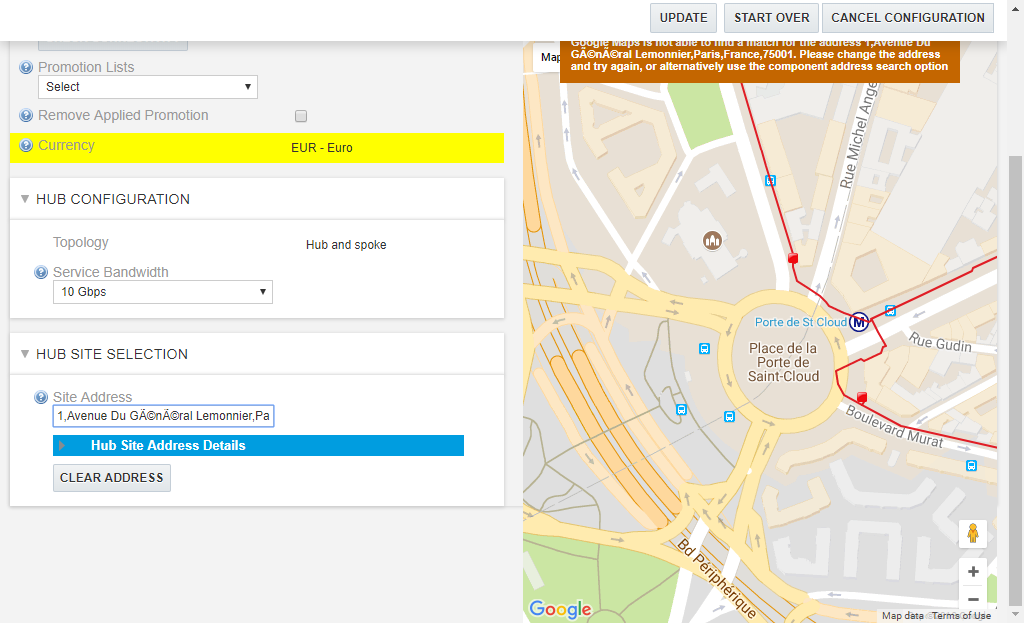 UPDATE
START OVER
CANCEL CONFIGURATION
Promotion Lists
Select
Remove Applied Promotion
Currency
EUR - Euro
HUB CONFIGURATION
Topology
Hub and spoke
Service Bandwidth
10 Gbps
HUB SITE SELECTION
Site Address
1,Avenue Du GÃ©nÃ©ral Lemonnier,Pa
Hub Site Address Details
CLEAR ADDRESS
Map
Google Maps is not able to find a match for the address 1,Avenue Du
GÃ©nÃ©ral Lemonnier,Paris,France,75001. Please change the address
and try again, or alternatively use the component address search option
Rue Michel Ange
Porte de St Cloud
M
Place de la
Porte de
Saint-Cloud
Rue Gudin
Boulevard Murat
Bd Périphérique
Google
Map data
Terms of Use